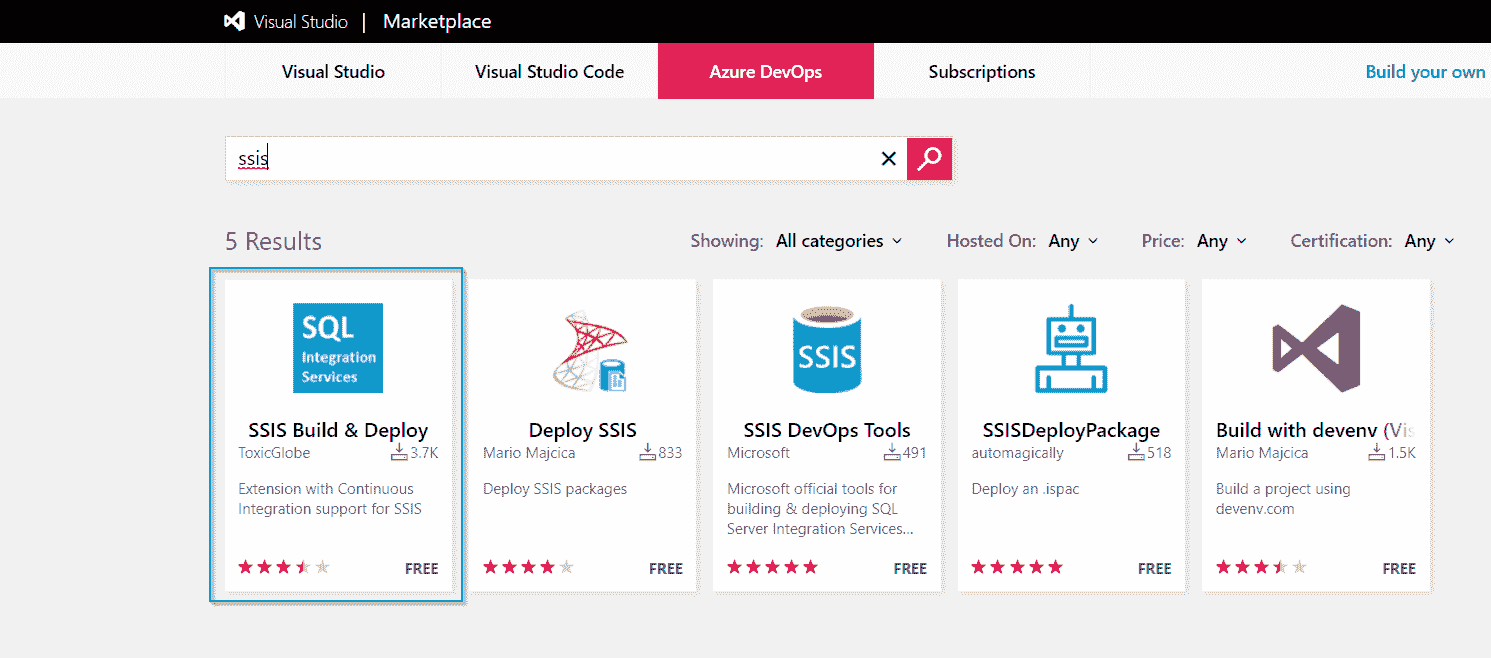 Visual Studio | Marketplace
Visual Studio Visual Studio Code Azure DevOps Subscriptions Build your own
ssis
5 Results Showing: All categories Hosted On: Any Price: Any Certification: Any
SQL
Integration
Services
SSIS Build & Deploy
ToxicGlobe 3.7K
Extension with Continuous
Integration support for SSIS
FREE
Deploy SSIS
Mario Majcica 833
Deploy SSIS packages
FREE
SSIS
SSIS DevOps Tools
Microsoft 491
Microsoft official tools for
building & deploying SQL
Server Integration Services...
FREE
SSISDeployPackage
automagically 518
Deploy an .ispac
FREE
Build with devenv (Vis
Mario Majcica 1.5K
Build a project using
devenv.com
FREE